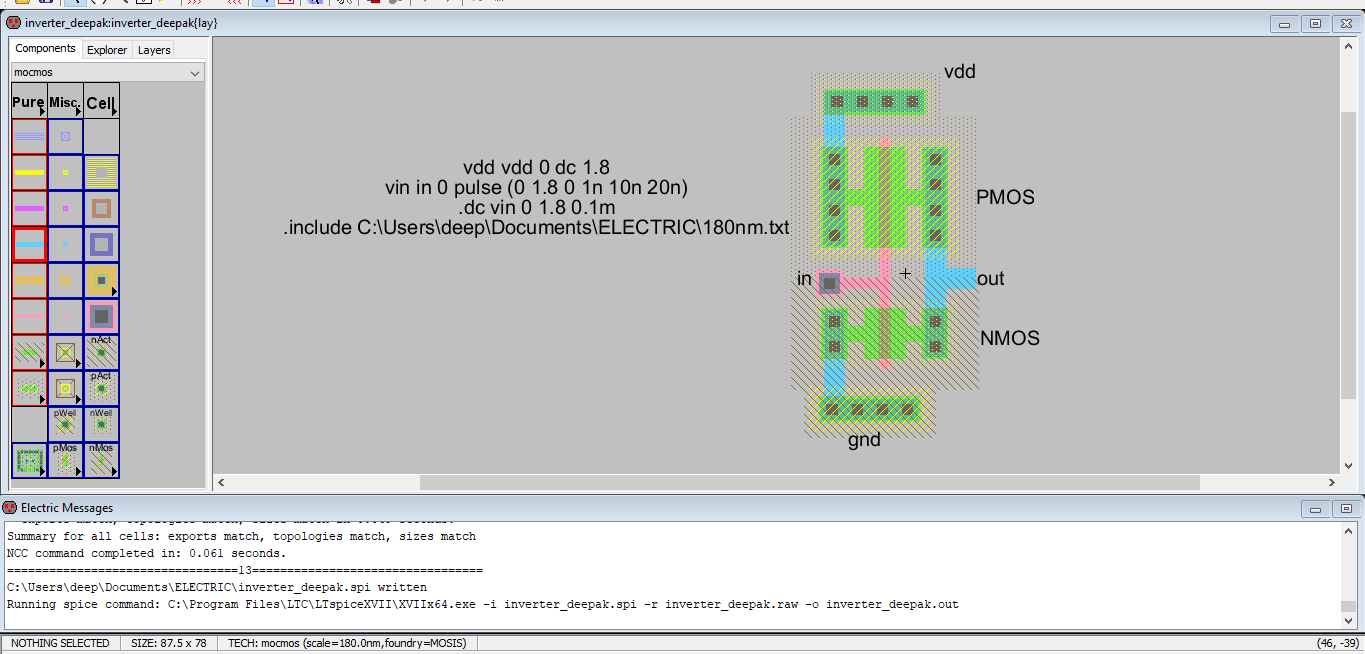 inverter_deepak:inverter_deepak{lay}
Components Explorer Layers
mocmos
Pure Misc. Cell
nAct
pAct
pWell nWell
pMos nMos
vdd
vdd vdd 0 dc 1.8
vin in 0 pulse (0 1.8 0 1n 10n 20n)
.dc vin 0 1.8 0.1m
.include C:\Users\deep\Documents\ELECTRIC\180nm.txt
PMOS
in
out
NMOS
gnd
Electric Messages
Summary for all cells: exports match, topologies match, sizes match
NCC command completed in: 0.061 seconds.
=================================13=================================
C:\Users\deep\Documents\ELECTRIC\inverter_deepak.spi written
Running spice command: C:\Program Files\LTC\LTspiceXVII\XVIIx64.exe -i inverter_deepak.spi -r inverter_deepak.raw -o inverter_deepak.out
NOTHING SELECTED SIZE: 87.5 x 78 TECH: mocmos (scale=180.0nm,foundry=MOSIS) (46, -39)